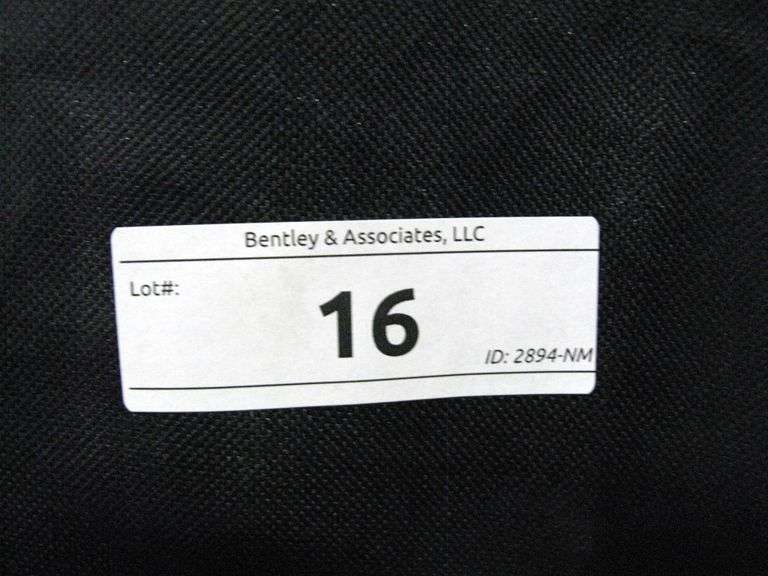 Bentley & Associates, LLC
Lot#:
16
ID: 2894-NM